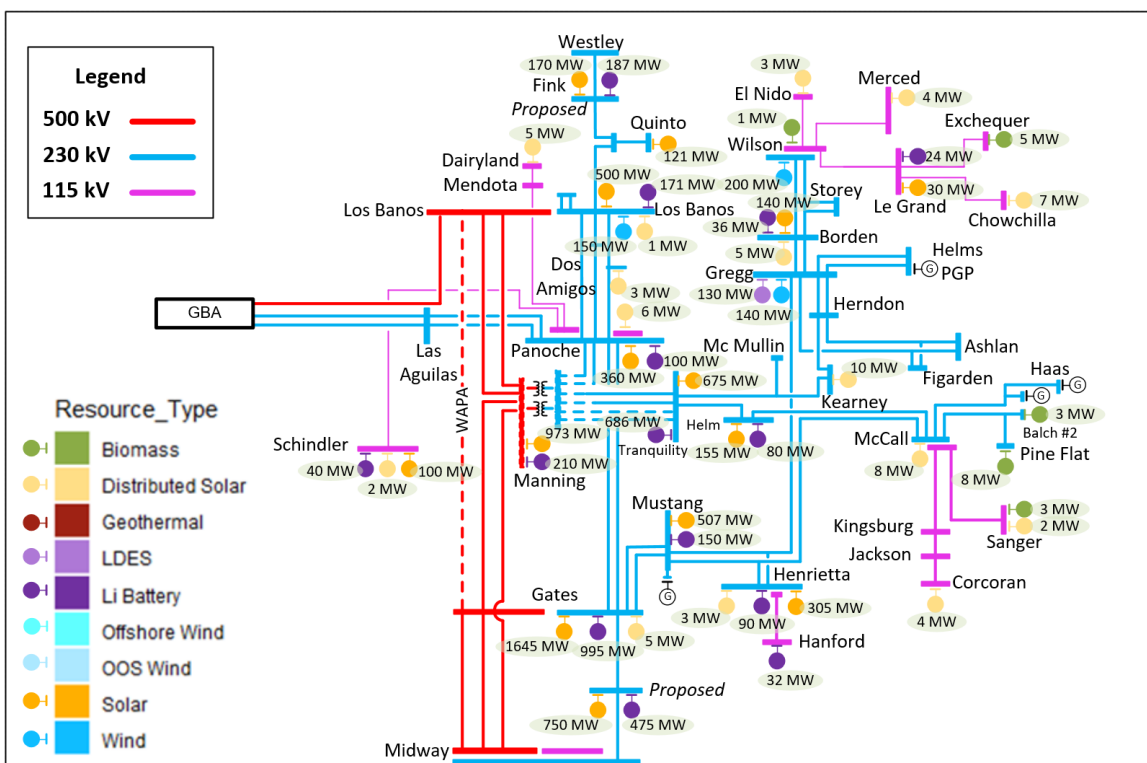 Legend
500 kV
230 kV
115 kV
Westley
170 MW
187 MW
Fink
Proposed
5 MW
Quinto
121 MW
Dairyland
Mendota
500 MW
171 MW
Los Banos
Los Banos
150 MW
1 MW
Dos
Amigos
3 MW
6 MW
GBA
Las
Aguilas
Panoche
360 MW
100 MW
WAPA
3 MW
El Nido
1 MW
Wilson
200 MW
Merced
4 MW
Exchequer
5 MW
24 MW
30 MW
Le Grand
7 MW
Chowchilla
Storey
140 MW
36 MW
Borden
5 MW
Gregg
130 MW
140 MW
Helms
G
PGP
Herndon
Ashlan
Figarden
Mc Mullin
675 MW
10 MW
Kearney
686 MW
Tranquility
Helm
155 MW
80 MW
Haas
G
G
3 MW
Balch #2
McCall
Pine Flat
8 MW
8 MW
3 MW
2 MW
Sanger
Kingsburg
Jackson
Corcoran
4 MW
Schindler
40 MW
2 MW
100 MW
973 MW
210 MW
Manning
Mustang
507 MW
150 MW
G
Henrietta
3 MW
90 MW
305 MW
Hanford
32 MW
Gates
1645 MW
995 MW
5 MW
Proposed
750 MW
475 MW
Midway
Resource_Type
Biomass
Distributed Solar
Geothermal
LDES
Li Battery
Offshore Wind
OOS Wind
Solar
Wind